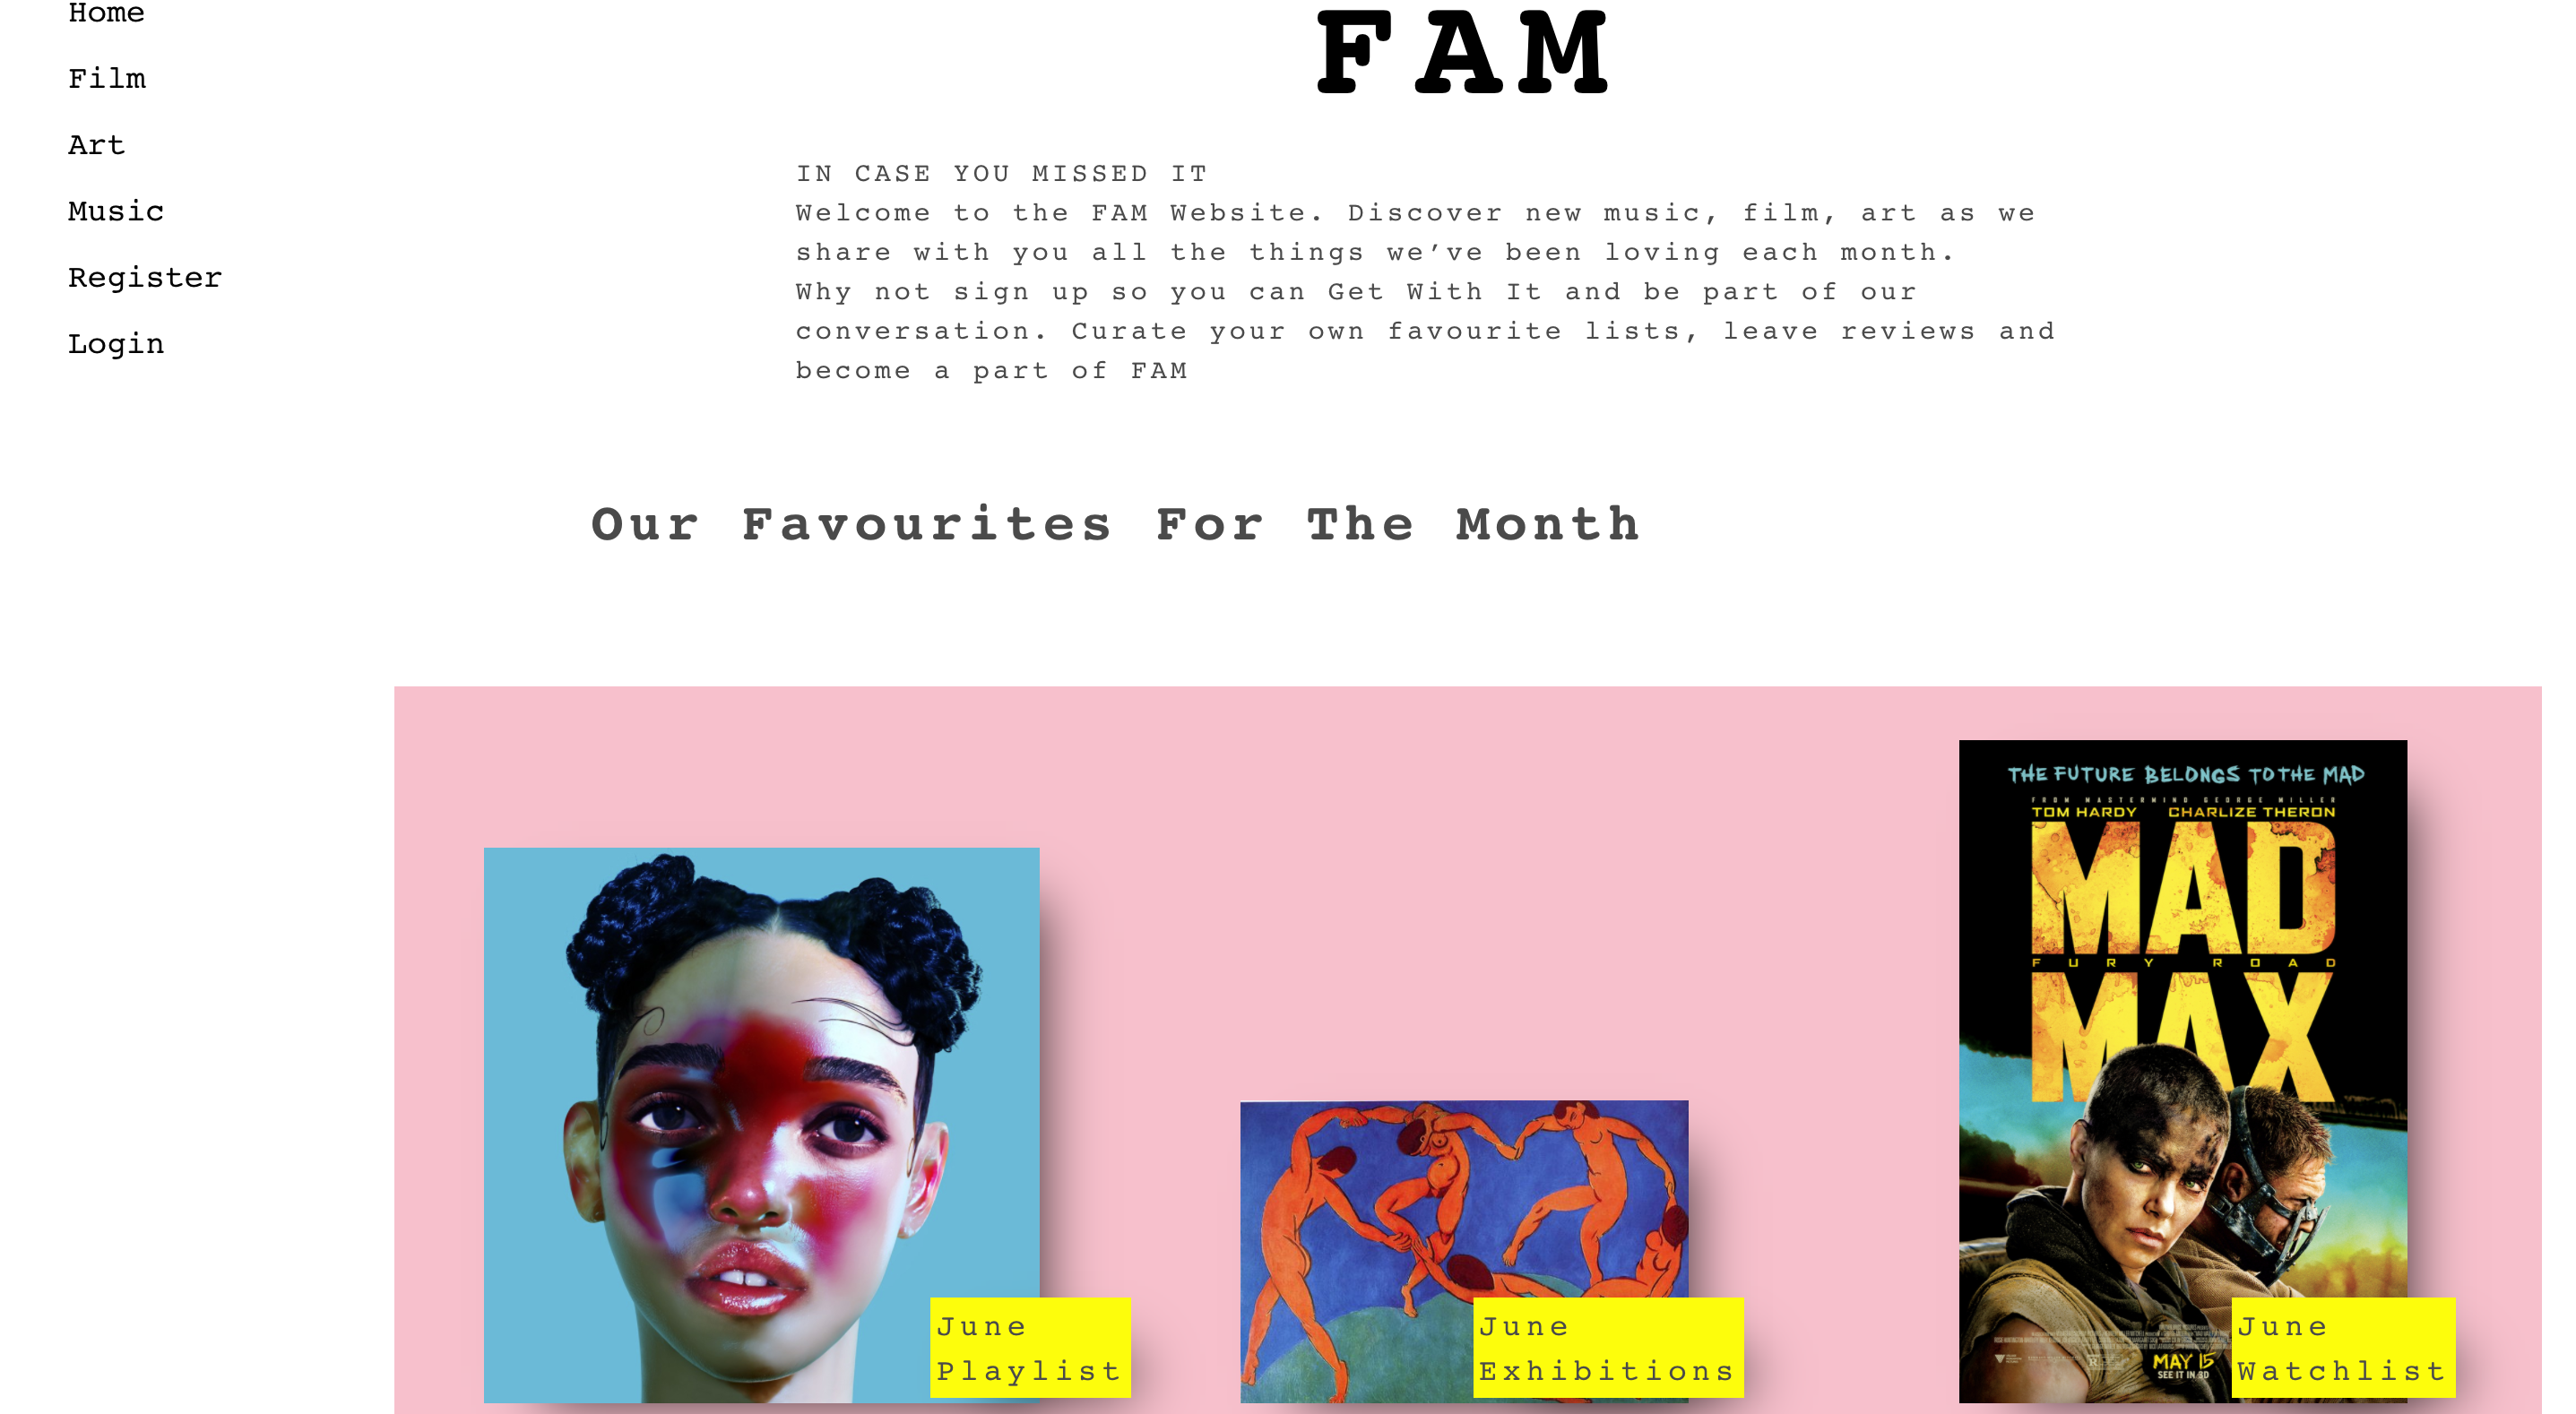 Home
Film
Art
Music
Register
Login
FAM
IN CASE YOU MISSED IT
Welcome to the FAM Website. Discover new music, film, art as we
share with you all the things we’ve been loving each month.
Why not sign up so you can Get With It and be part of our
conversation. Curate your own favourite lists, leave reviews and
become a part of FAM
Our Favourites For The Month
June
Playlist
June
Exhibitions
THE FUTURE BELONGS TO THE MAD
FROM MASTERMIND GEORGE MILLER
TOM HARDY CHARLIZE THERON
MAD
FURY ROAD
MAX
MAY 15
SEE IT IN 3D
June
Watchlist